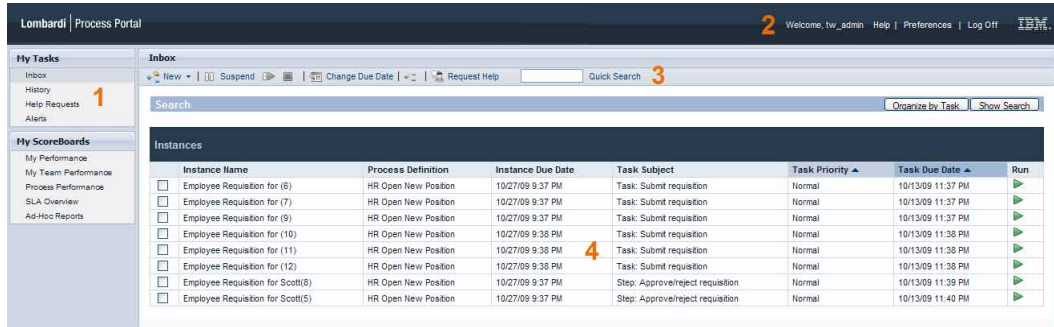 Lombardi | Process Portal
2
Welcome, tw_admin Help | Preferences | Log Off
IBM.
My Tasks
Inbox
History
Help Requests
Alerts
1
My ScoreBoards
My Performance
My Team Performance
Process Performance
SLA Overview
Ad-Hoc Reports
Inbox
New | Suspend | Change Due Date | Request Help Quick Search
3
Search
Organize by Task Show Search
Instances
Instance Name Process Definition Instance Due Date Task Subject Task Priority Task Due Date Run
Employee Requisition for (6) HR Open New Position 10/27/09 9:37 PM Task: Submit requisition Normal 10/13/09 11:37 PM
Employee Requisition for (7) HR Open New Position 10/27/09 9:37 PM Task: Submit requisition Normal 10/13/09 11:37 PM
Employee Requisition for (9) HR Open New Position 10/27/09 9:37 PM Task: Submit requisition Normal 10/13/09 11:37 PM
Employee Requisition for (10) HR Open New Position 10/27/09 9:38 PM Task: Submit requisition Normal 10/13/09 11:38 PM
Employee Requisition for (11) HR Open New Position 10/27/09 9:38 PM Task: Submit requisition Normal 10/13/09 11:38 PM
4
Employee Requisition for (12) HR Open New Position 10/27/09 9:38 PM Task: Submit requisition Normal 10/13/09 11:38 PM
Employee Requisition for Scott(8) HR Open New Position 10/27/09 9:37 PM Step: Approve/reject requisition Normal 10/13/09 11:39 PM
Employee Requisition for Scott(5) HR Open New Position 10/27/09 9:37 PM Step: Approve/reject requisition Normal 10/13/09 11:40 PM